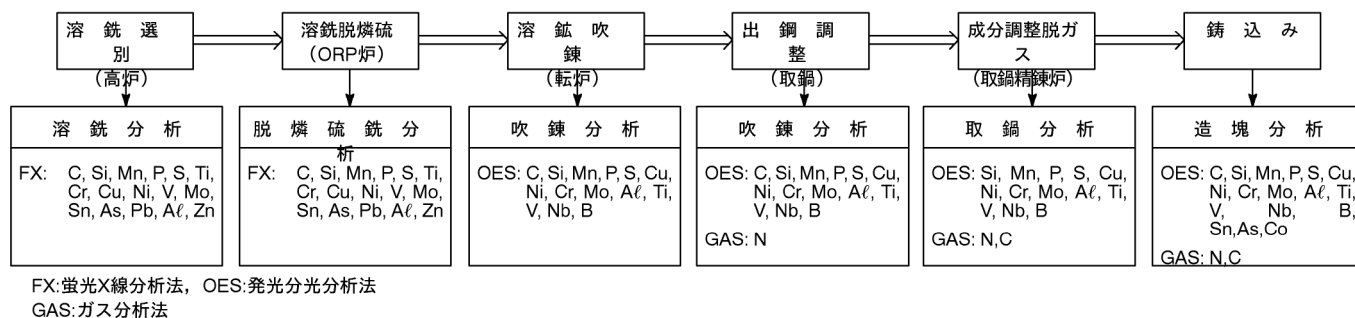 溶銑選別
(高炉)
溶銑脱燐硫
(ORP炉)
溶鉱吹錬
(転炉)
出鋼調整
(取鍋)
成分調整脱ガス
(取鍋精錬炉)
鋳込み
溶銑分析
FX: C, Si, Mn, P, S, Ti,
Cr, Cu, Ni, V, Mo,
Sn, As, Pb, Aℓ, Zn
脱燐硫銑分析
FX: C, Si, Mn, P, S, Ti,
Cr, Cu, Ni, V, Mo,
Sn, As, Pb, Aℓ, Zn
吹錬分析
OES: C, Si, Mn, P, S, Cu,
Ni, Cr, Mo, Aℓ, Ti,
V, Nb, B
吹錬分析
OES: C, Si, Mn, P, S, Cu,
Ni, Cr, Mo, Aℓ, Ti,
V, Nb, B
GAS: N
取鍋分析
OES: Si, Mn, P, S, Cu,
Ni, Cr, Mo, Aℓ, Ti,
V, Nb, B
GAS: N,C
造塊分析
OES: C, Si, Mn, P, S, Cu,
Ni, Cr, Mo, Aℓ, Ti,
V, Nb, B,
Sn,As,Co
GAS: N,C
FX:蛍光X線分析法，OES:発光分光分析法
GAS:ガス分析法